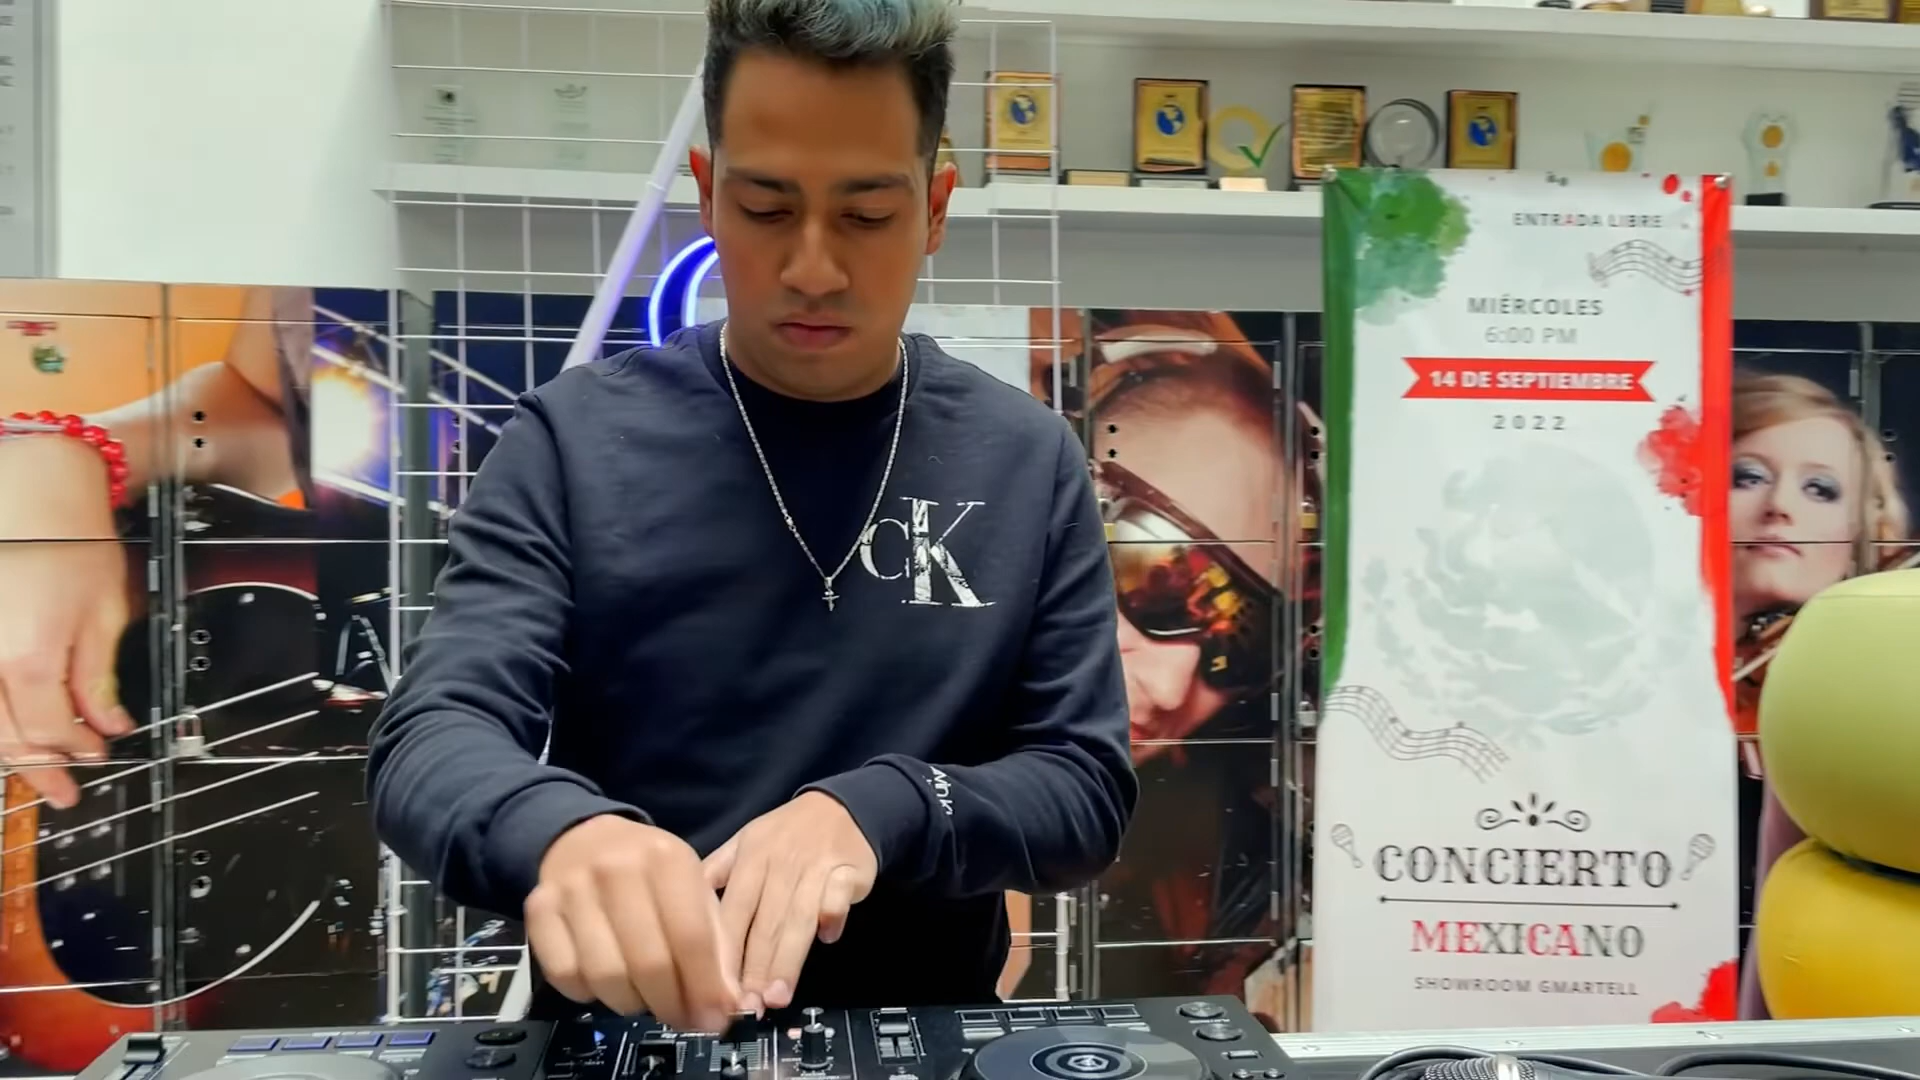 ENTRADA LIBRE
MIÉRCOLES
6:00 PM
14 DE SEPTIEMBRE
2022
CK
CONCIERTO
MEXICANO
SHOWROOM GMARTELL